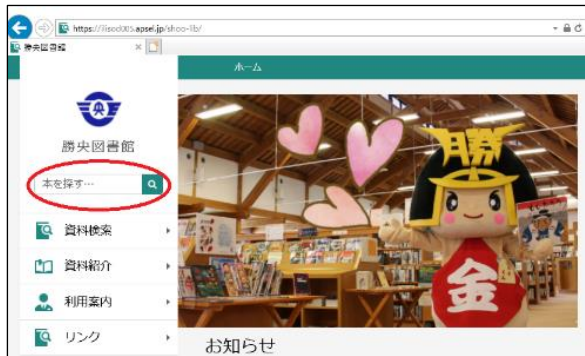 https://ilisod005.apsel.jp/shoo-lib/
勝央図書館
ホーム
央
勝央図書館
本を探す…
資料検索
資料紹介
利用案内
リンク
勝
金
お知らせ